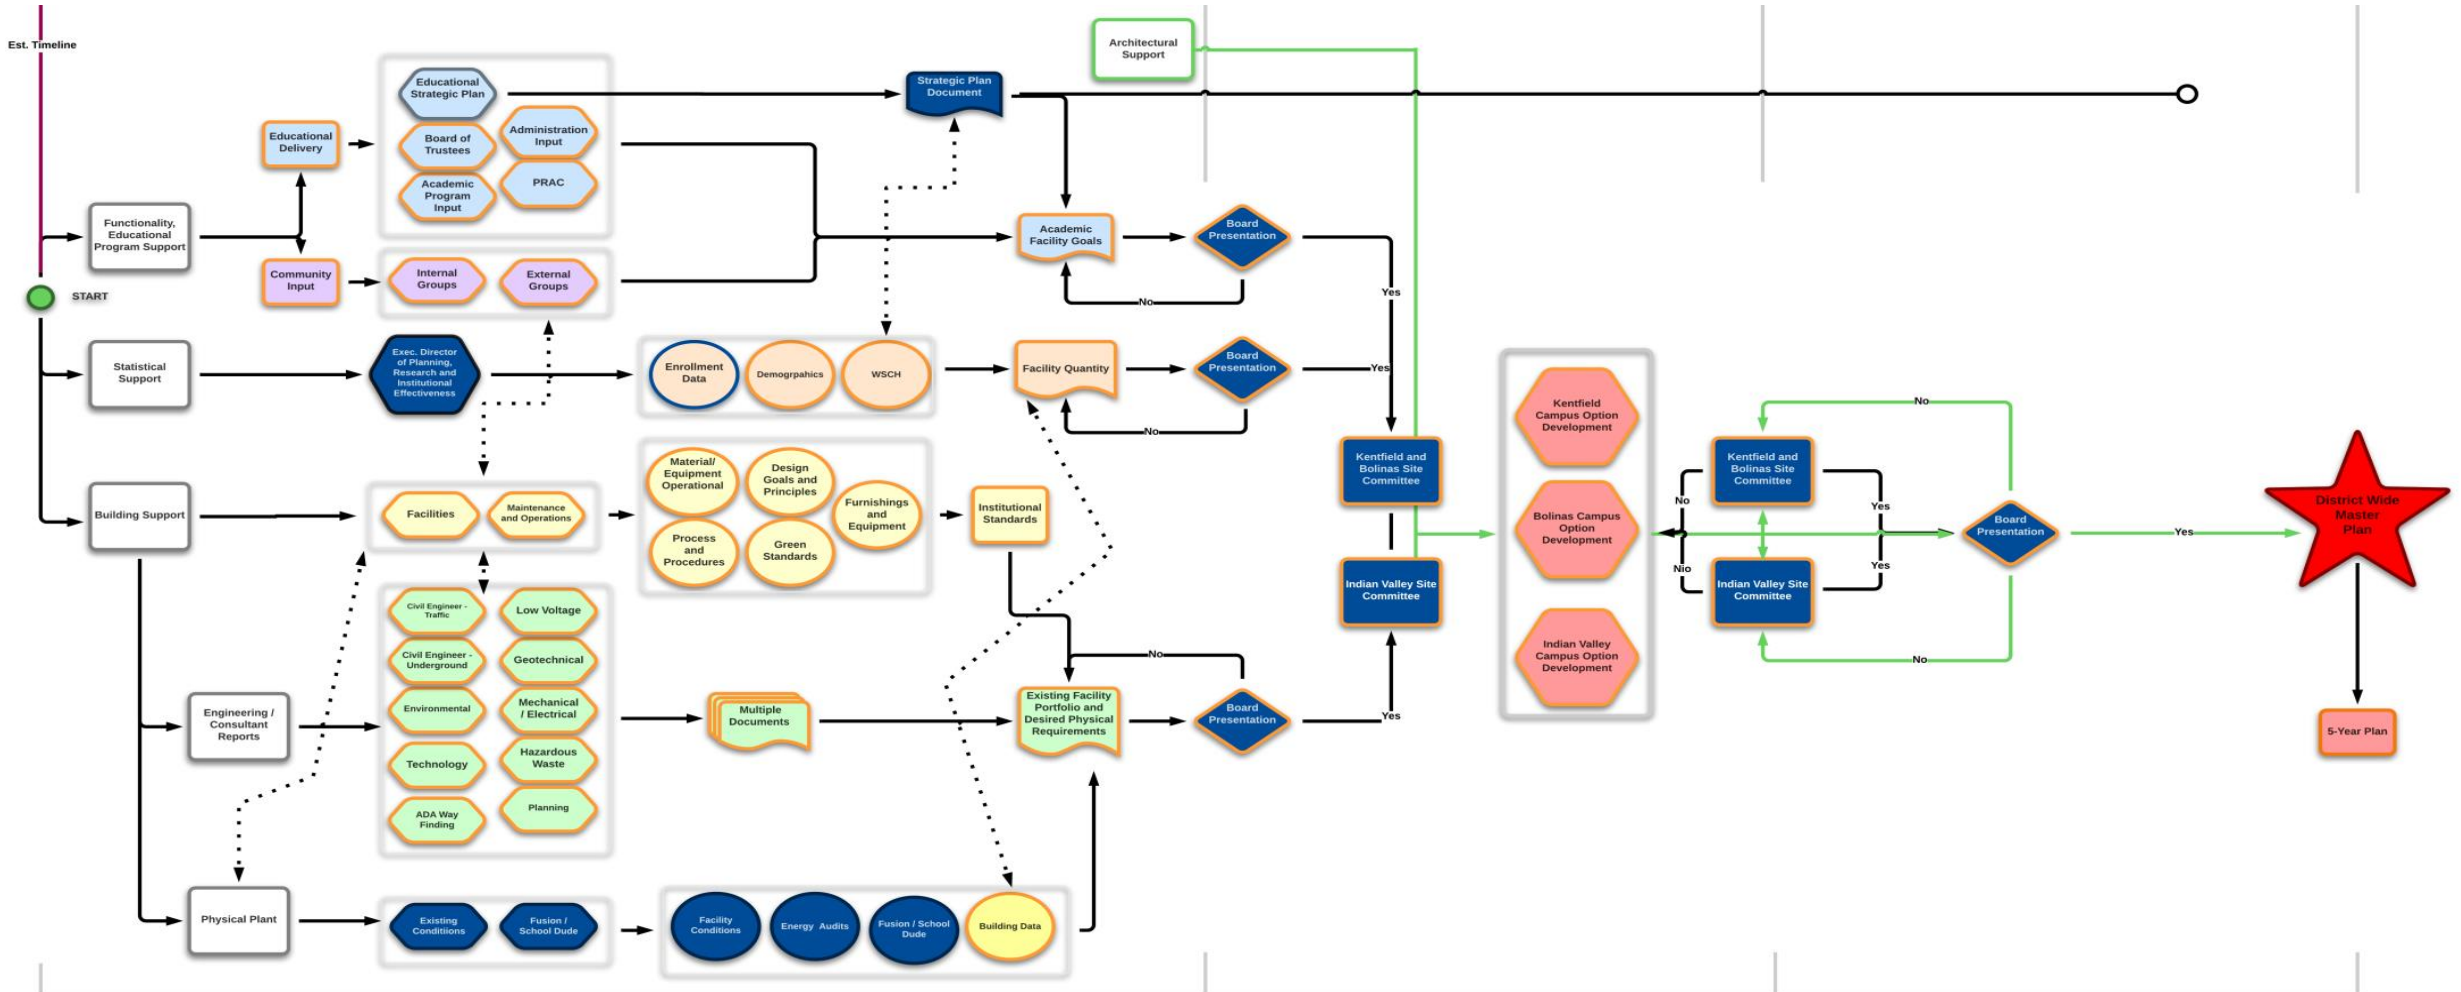 Est. Timeline
Architectural
Support
Educational
Strategic Plan
Strategic Plan
Document
Educational
Delivery
Board of
Trustees
Administration
Input
Academic
Program
Input
PRAC
Functionality,
Educational
Program Support
Academic
Facility Goals
Board
Presentation
Community
Input
Internal
Groups
External
Groups
START
No
Yes
Statistical
Support
Exec. Director
of Planning,
Research and
Institutional
Effectiveness
Enrollment
Data
Demogrpahics
WSCH
Facility Quantity
Board
Presentation
Yes
No
Building Support
Facilities
Maintenance
and Operations
Material/
Equipment
Operational
Design
Goals and
Principles
Furnishings
and
Equipment
Process
and
Procedures
Green
Standards
Institutional
Standards
Kentfield and
Bolinas Site
Committee
Indian Valley Site
Committee
Kentfield
Campus Option
Development
Bolinas Campus
Option
Development
Indian Valley
Campus Option
Development
No
Kentfield and
Bolinas Site
Committee
No
Yes
Nio
Yes
Indian Valley Site
Committee
Board
Presentation
No
Yes
District Wide
Master
Plan
5-Year Plan
Engineering /
Consultant
Reports
Civil Engineer -
Traffic
Low Voltage
Civil Engineer -
Underground
Geotechnical
Environmental
Mechanical
/ Electrical
Technology
Hazardous
Waste
ADA Way
Finding
Planning
Multiple
Documents
Existing Facility
Portfolio and
Desired Physical
Requirements
No
Board
Presentation
Yes
Physical Plant
Existing
Conditiions
Fusion /
School Dude
Facility
Conditions
Energy Audits
Fusion / School
Dude
Building Data